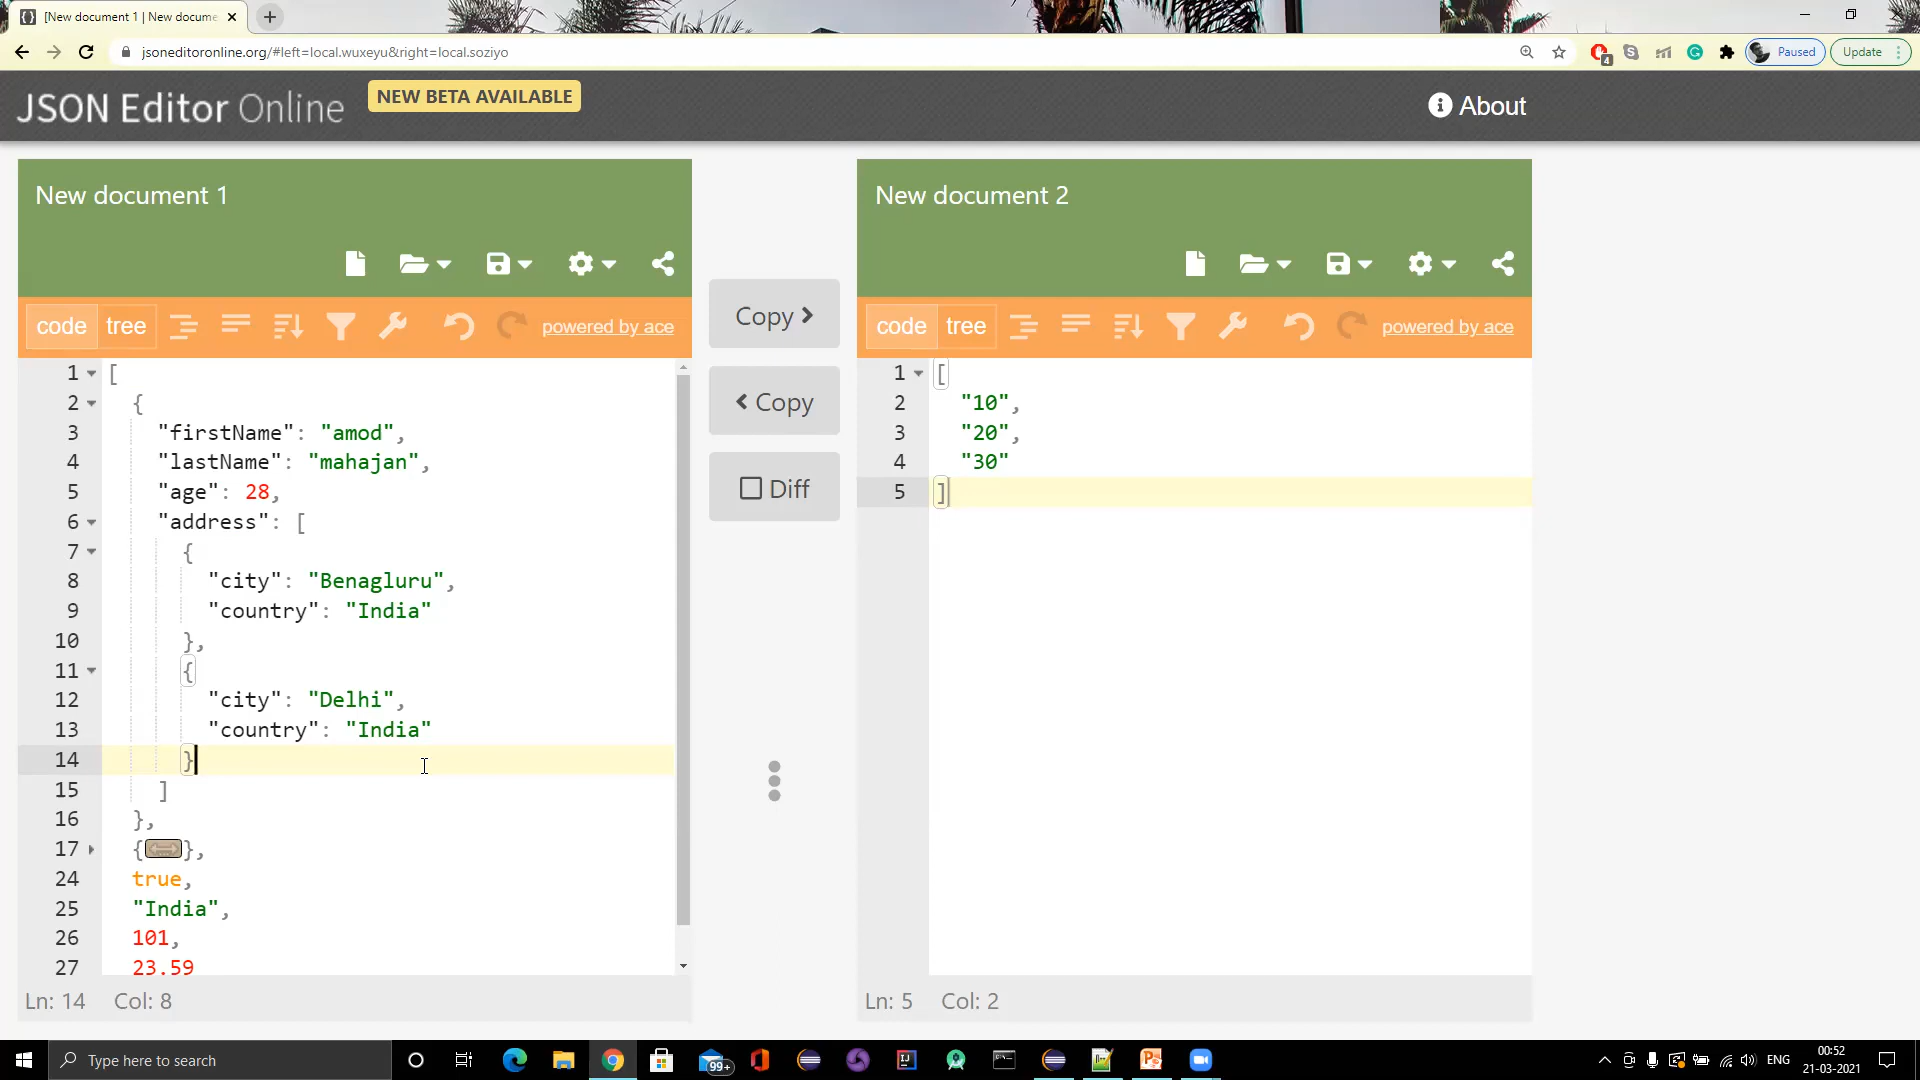 [New document 1 | New docume
jsoneditoronline.org/#left=local.wuxeyu&right=local.soziyo
4
Paused
Update
JSON Editor Online
NEW BETA AVAILABLE
About
New document 1
code
tree
powered by ace
1 [
2 {
3 "firstName": "amod",
4 "lastName": "mahajan",
5 "age": 28,
6 "address": [
7 {
8 "city": "Benagluru",
9 "country": "India"
10 },
11 {
12 "city": "Delhi",
13 "country": "India"
14 }
15 ]
16 },
17 {},
24 true,
25 "India",
26 101,
27 23.59
Ln: 14 Col: 8
Copy
Copy
Diff
New document 2
code
tree
powered by ace
1 [
2 "10",
3 "20",
4 "30"
5 ]
Ln: 5 Col: 2
Type here to search
99+
ENG
00:52
21-03-2021